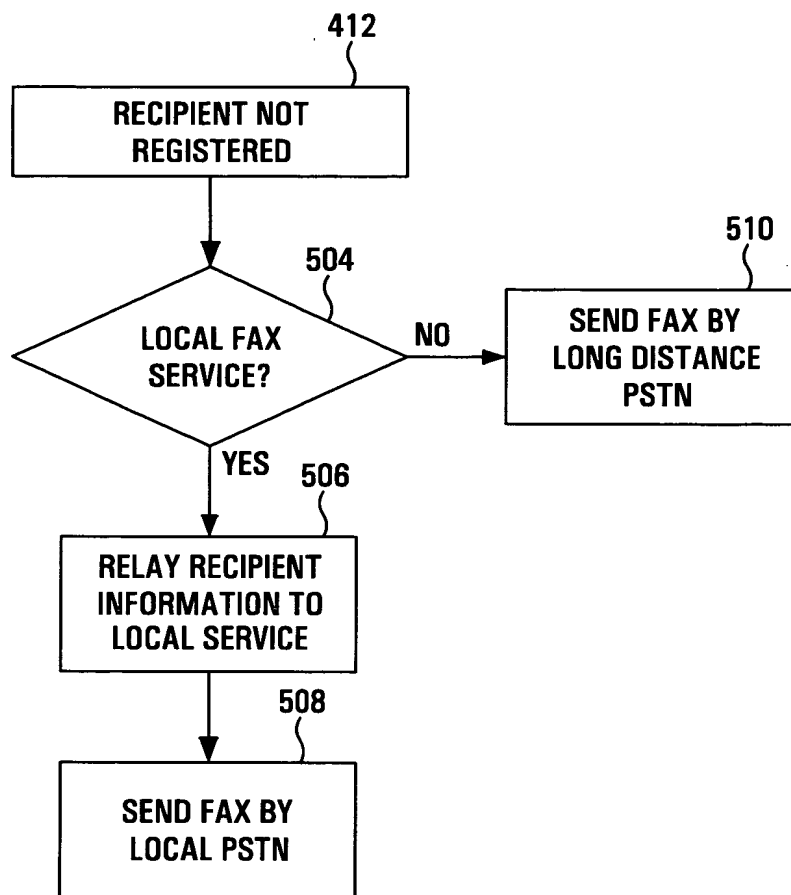 412
RECIPIENT NOT
REGISTERED
504
LOCAL FAX
SERVICE?
NO
510
SEND FAX BY
LONG DISTANCE
PSTN
YES
506
RELAY RECIPIENT
INFORMATION TO
LOCAL SERVICE
508
SEND FAX BY
LOCAL PSTN